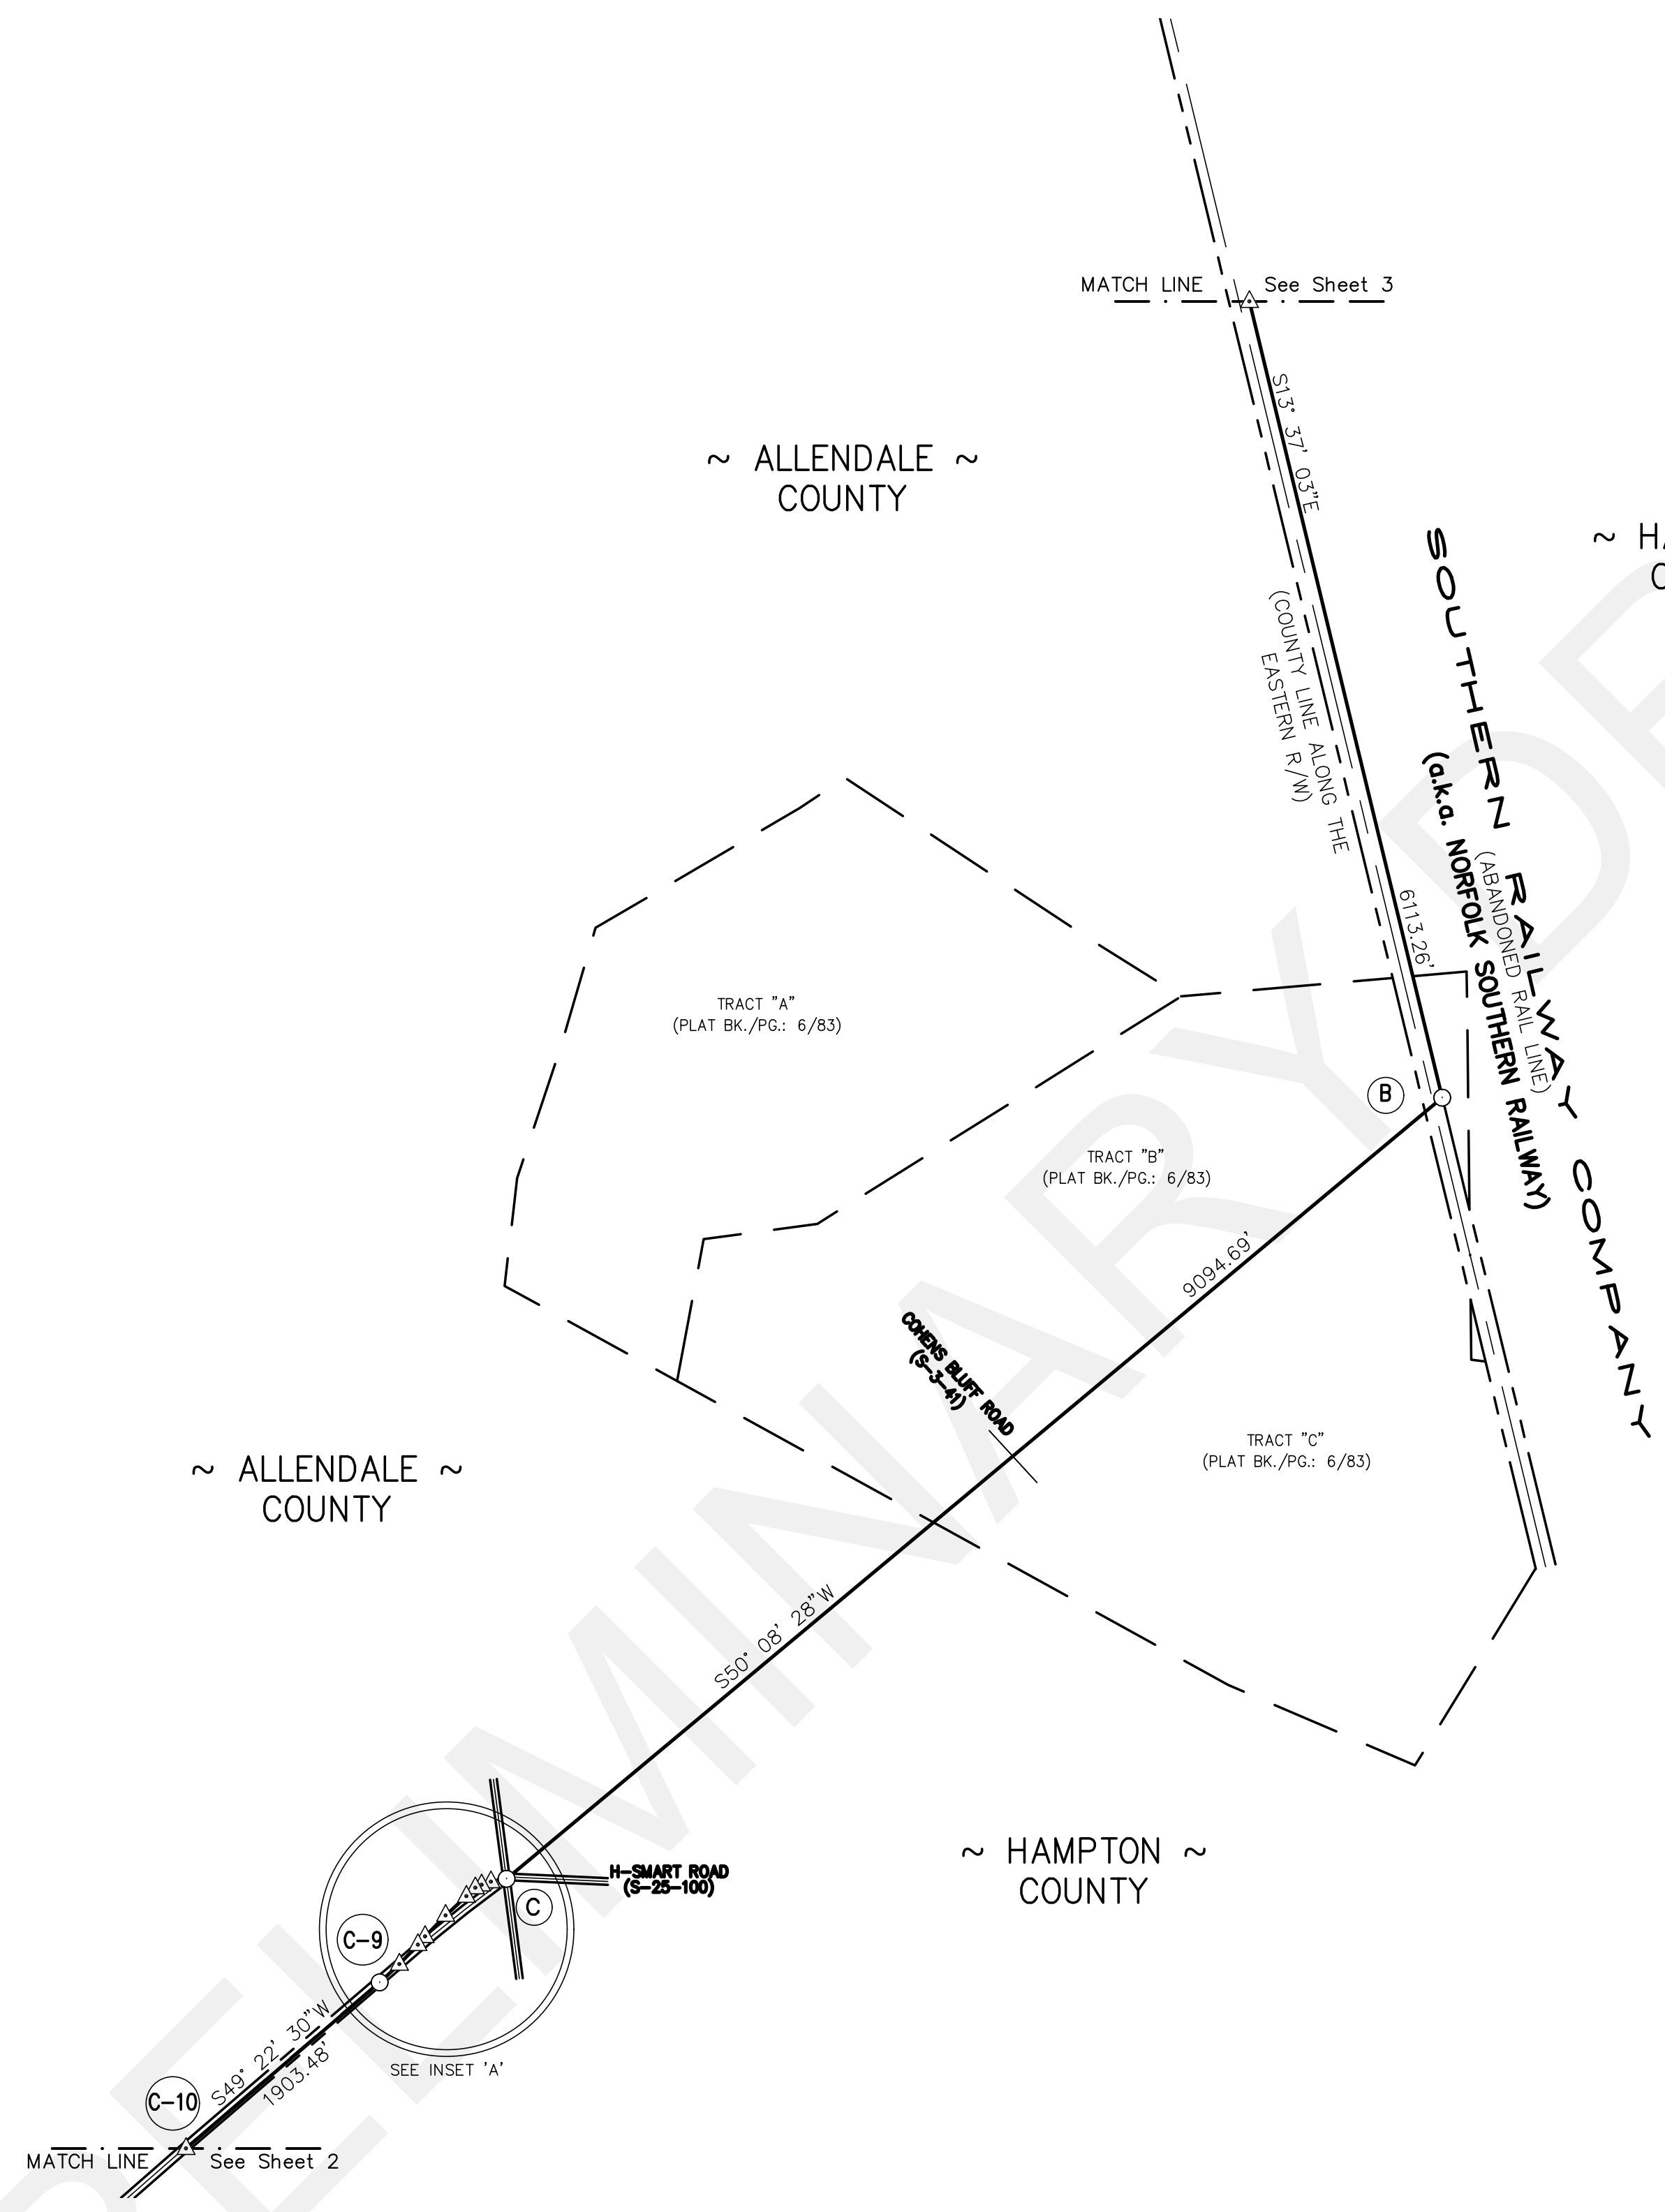 MATCH LINE See Sheet 3
S13° 37' 03"E
~ ALLENDALE ~
COUNTY
~ HA
C
SOUTHERN RAILWAY COMPANY
(a.k.a. NORFOLK SOUTHERN RAILWAY)
(ABANDONED RAIL LINE)
(COUNTY LINE ALONG THE
EASTERN R/W)
6113.26'
TRACT "A"
(PLAT BK./PG.: 6/83)
B
TRACT "B"
(PLAT BK./PG.: 6/83)
9094.69'
COHENS BLUFF ROAD
(S-3-41)
TRACT "C"
(PLAT BK./PG.: 6/83)
~ ALLENDALE ~
COUNTY
S50° 08' 28"W
~ HAMPTON ~
COUNTY
H-SMART ROAD
(S-25-100)
C
C-9
S49° 22' 30"W
1903.48'
SEE INSET 'A'
C-10
MATCH LINE See Sheet 2
RELIMINARY DR